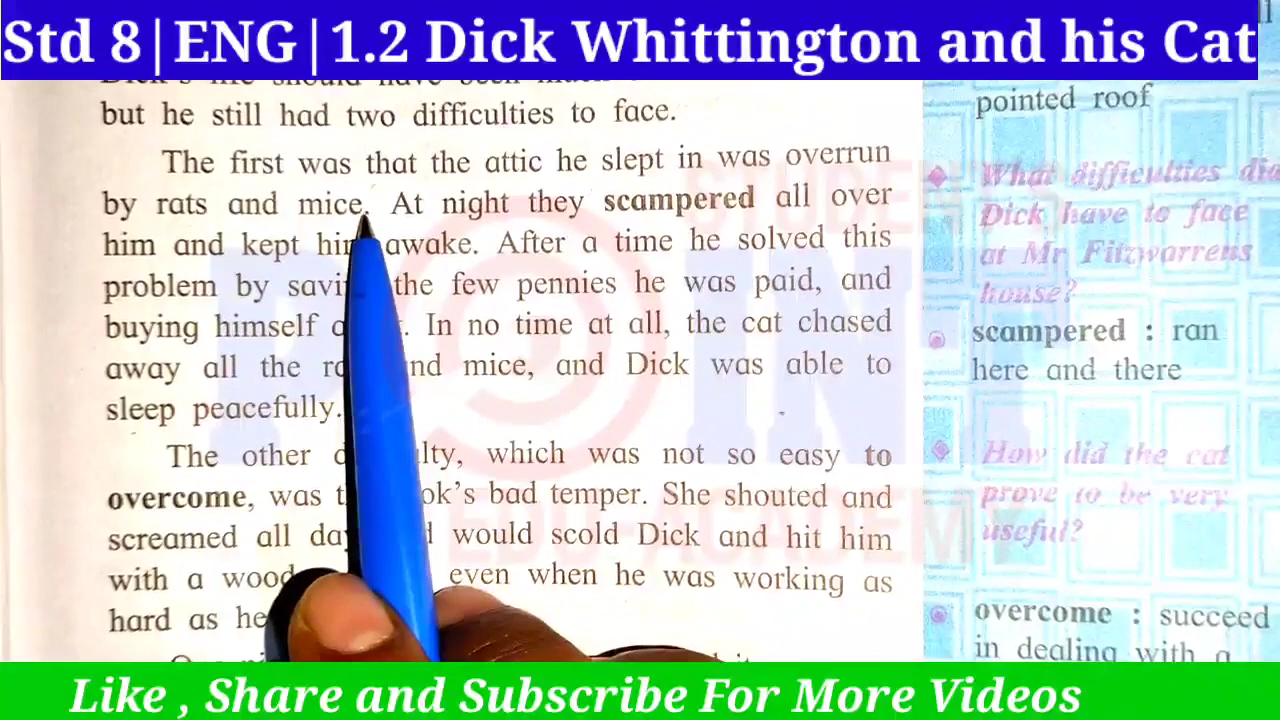 Std 8|ENG|1.2 Dick Whittington and his Cat
but he still had two difficulties to face.
The first was that the attic he slept in was overrun
by rats and mice. At night they scampered all over
him and kept him awake. After a time he solved this
problem by the few pennies he was paid, and
buying himself In no time at all, the cat chased
away all the mice, and Dick was able to
sleep peacefully.
The other which was not so easy to
overcome, was bad temper. She shouted and
screamed all would scold Dick and hit him
with a even when he was working as
hard as he
pointed roof
What difficulties
Dick have to face
at Mr Fitzwarrens
house?
scampered : ran
here and there
How did the cat
prove to be very
useful?
overcome : succeed
in dealing with a
STUDENT
POINT
EDU-ACADEMY
Like , Share and Subscribe For More Videos